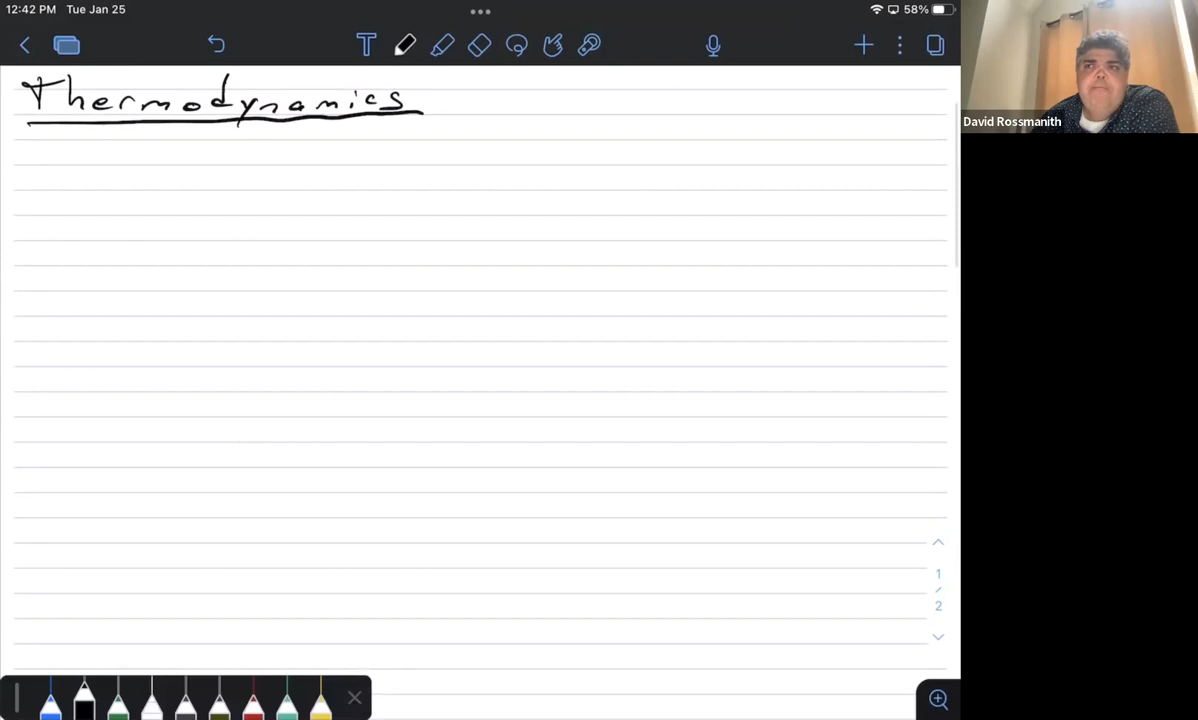 12:42 PM Tue Jan 25
58%
T
Thermodynamics
David Rossmanith
1
2